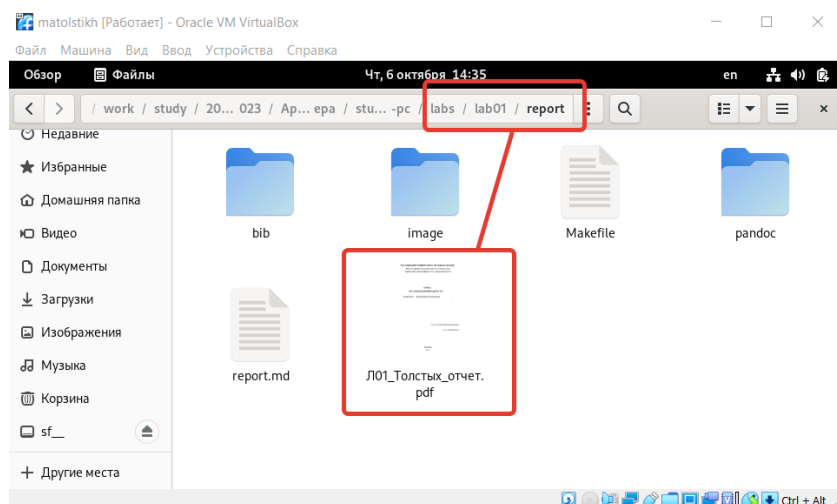 matolstikh [Работает] - Oracle VM VirtualBox
Файл Машина Вид Ввод Устройства Справка
Обзор Файлы Чт, 6 октября 14:35 en
/ work / study / 20… 023 / Ар… ера / stu… -pc / labs / lab01 / report
Недавние
Избранные
Домашняя папка
Видео
Документы
Загрузки
Изображения
Музыка
Корзина
sf__
+ Другие места
bib
image
Makefile
pandoc
report.md
Л01_Толстых_отчет.
pdf
Ctrl + Alt